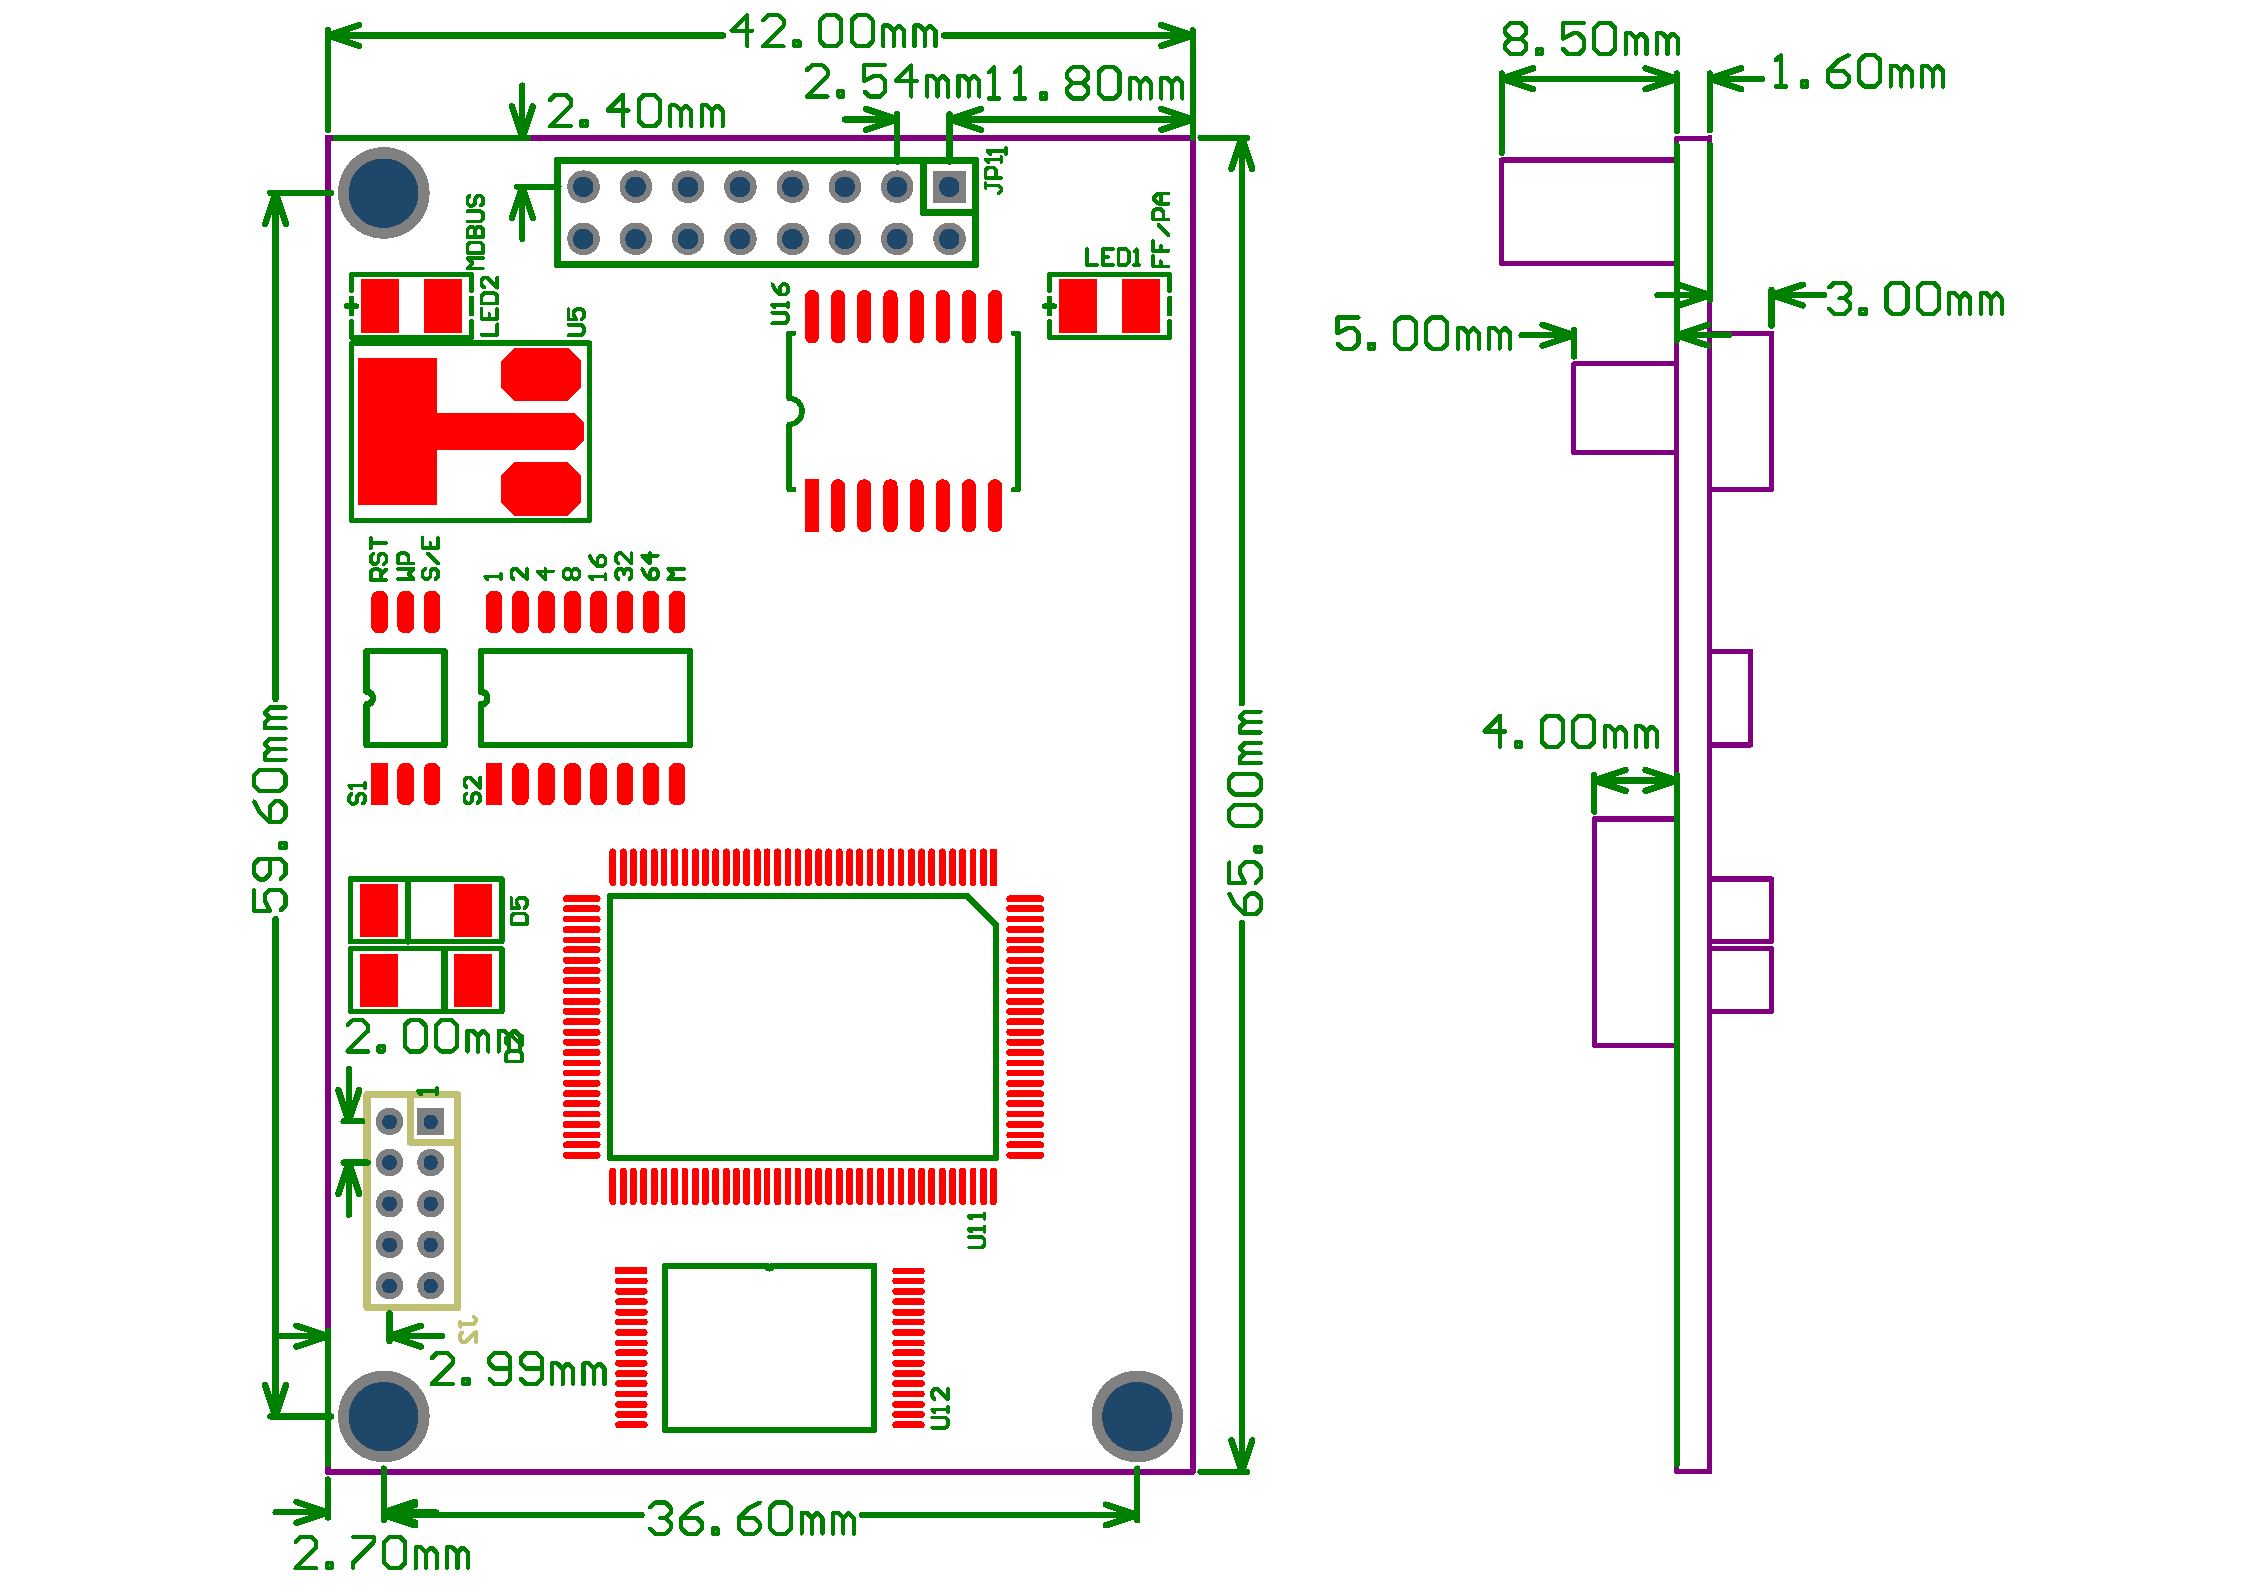 42.00mm
8.50mm
1.60mm
2.54mm
11.80mm
2.40mm
JP1
1
MODBUS
LED1
FF/PA
LED2
U5
U16
+
+
3.00mm
5.00mm
RST
WP
S/E
1
2
4
8
16
32
64
M
59.60mm
65.00mm
4.00mm
S1
S2
D5
2.00mm
1
U11
J2
2.99mm
U12
36.60mm
2.70mm